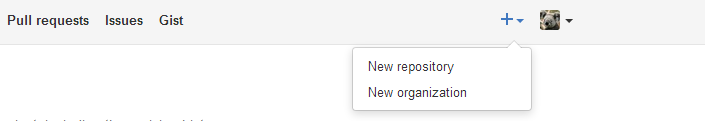 Pull requests Issues Gist
New repository
New organization